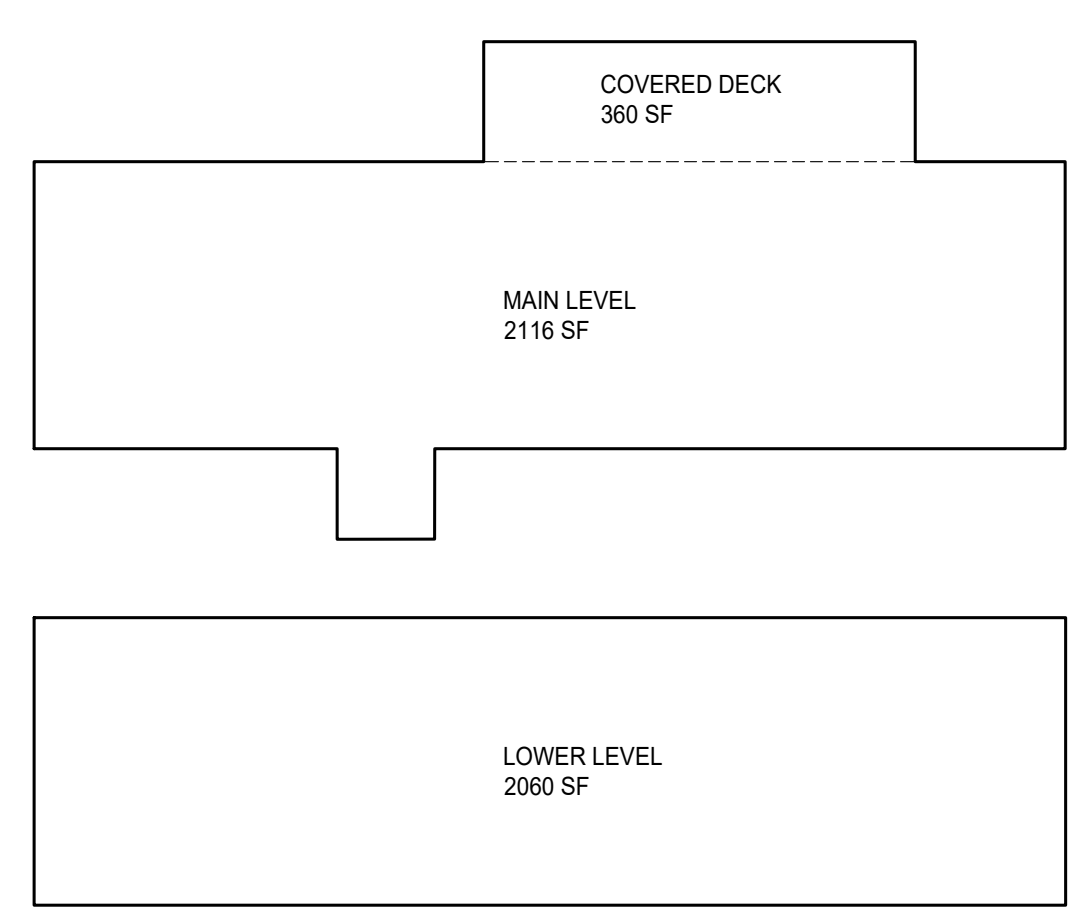 COVERED DECK
360 SF
MAIN LEVEL
2116 SF
LOWER LEVEL
2060 SF